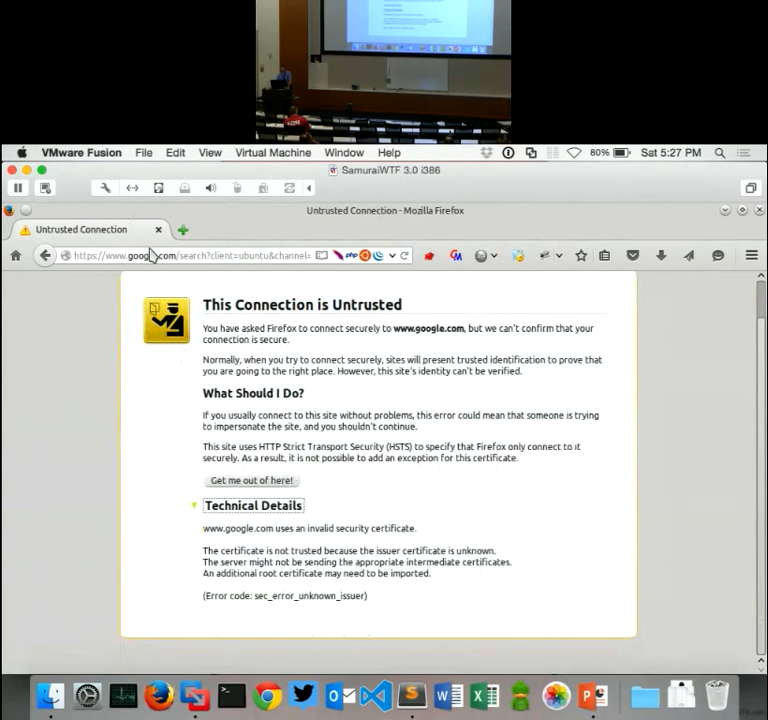 VMware Fusion File Edit View Virtual Machine Window Help 80% Sat 5:27 PM
SamuraiWTF 3.0 i386
Untrusted Connection - Mozilla Firefox
Untrusted Connection
https://www.google.com/search?client=ubuntu&channel= php
This Connection is Untrusted
You have asked Firefox to connect securely to www.google.com, but we can't confirm that your
connection is secure.
Normally, when you try to connect securely, sites will present trusted identification to prove that
you are going to the right place. However, this site's identity can't be verified.
What Should I Do?
If you usually connect to this site without problems, this error could mean that someone is trying
to impersonate the site, and you shouldn't continue.
This site uses HTTP Strict Transport Security (HSTS) to specify that Firefox only connect to it
securely. As a result, it is not possible to add an exception for this certificate.
Get me out of here!
Technical Details
www.google.com uses an invalid security certificate.
The certificate is not trusted because the issuer certificate is unknown.
The server might not be sending the appropriate intermediate certificates.
An additional root certificate may need to be imported.
(Error code: sec_error_unknown_issuer)